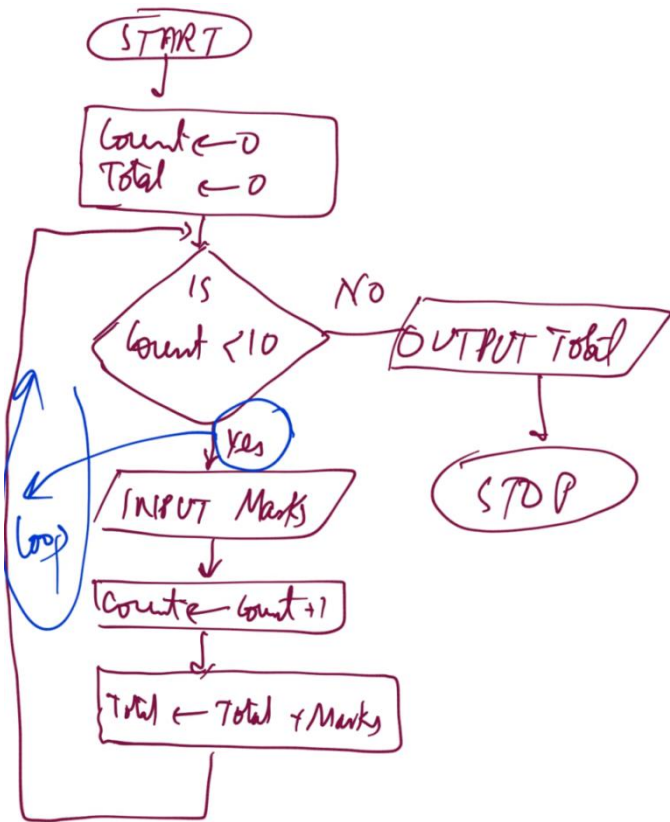 START
Count ← 0
Total ← 0
IS
Count < 10
NO
OUTPUT Total
Yes
STOP
INPUT Marks
Loop
Count ← Count + 1
Total ← Total + Marks